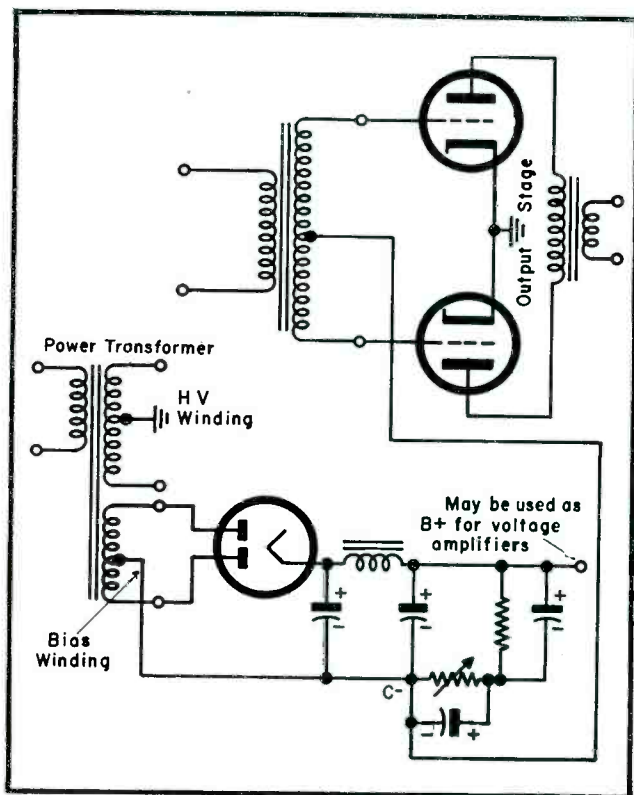 Output - Stage
Power Transformer
H V
Winding
May be used as
B+ for voltage
amplifiers
Bias
Winding
+
-
+
-
+
-
C-
-
+